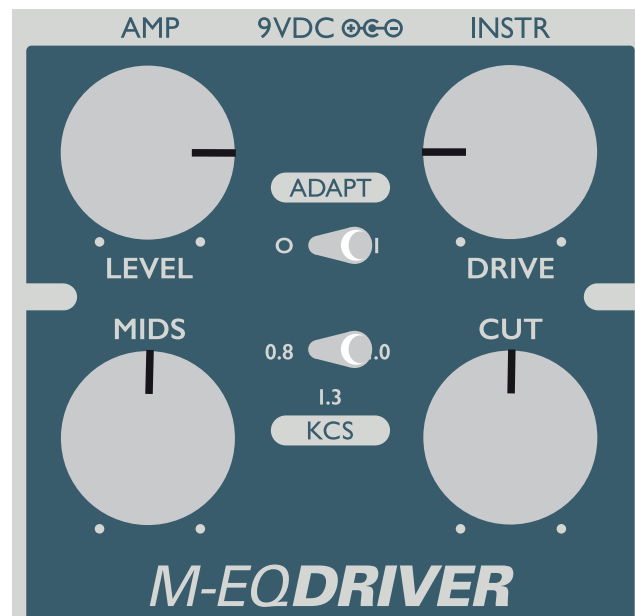 AMP 9VDC INSTR
ADAPT
O I
LEVEL DRIVE
MIDS CUT
0.8 .0
1.3
KCS
M-EQDRIVER